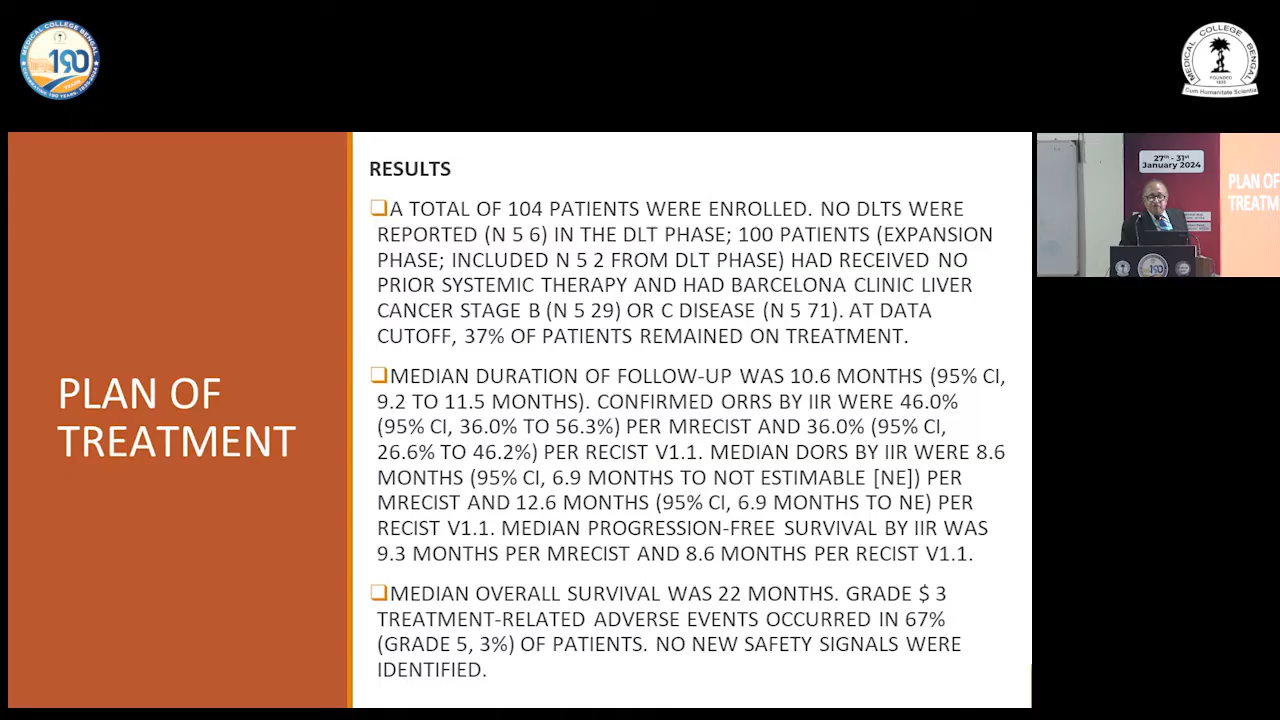 MEDICAL COLLEGE BENGAL
190
YEARS
MEDICAL COLLEGE BENGAL
FOUNDED
1835
Cum Humanitate Scientia
PLAN OF
TREATMENT
RESULTS
❑A TOTAL OF 104 PATIENTS WERE ENROLLED. NO DLTS WERE
REPORTED (N 5 6) IN THE DLT PHASE; 100 PATIENTS (EXPANSION
PHASE; INCLUDED N 5 2 FROM DLT PHASE) HAD RECEIVED NO
PRIOR SYSTEMIC THERAPY AND HAD BARCELONA CLINIC LIVER
CANCER STAGE B (N 5 29) OR C DISEASE (N 5 71). AT DATA
CUTOFF, 37% OF PATIENTS REMAINED ON TREATMENT.
❑MEDIAN DURATION OF FOLLOW-UP WAS 10.6 MONTHS (95% CI,
9.2 TO 11.5 MONTHS). CONFIRMED ORRS BY IIR WERE 46.0%
(95% CI, 36.0% TO 56.3%) PER MRECIST AND 36.0% (95% CI,
26.6% TO 46.2%) PER RECIST V1.1. MEDIAN DORS BY IIR WERE 8.6
MONTHS (95% CI, 6.9 MONTHS TO NOT ESTIMABLE [NE]) PER
MRECIST AND 12.6 MONTHS (95% CI, 6.9 MONTHS TO NE) PER
RECIST V1.1. MEDIAN PROGRESSION-FREE SURVIVAL BY IIR WAS
9.3 MONTHS PER MRECIST AND 8.6 MONTHS PER RECIST V1.1.
❑MEDIAN OVERALL SURVIVAL WAS 22 MONTHS. GRADE $ 3
TREATMENT-RELATED ADVERSE EVENTS OCCURRED IN 67%
(GRADE 5, 3%) OF PATIENTS. NO NEW SAFETY SIGNALS WERE
IDENTIFIED.
27th - 31st
January 2024
PLAN OF
TREATM
190